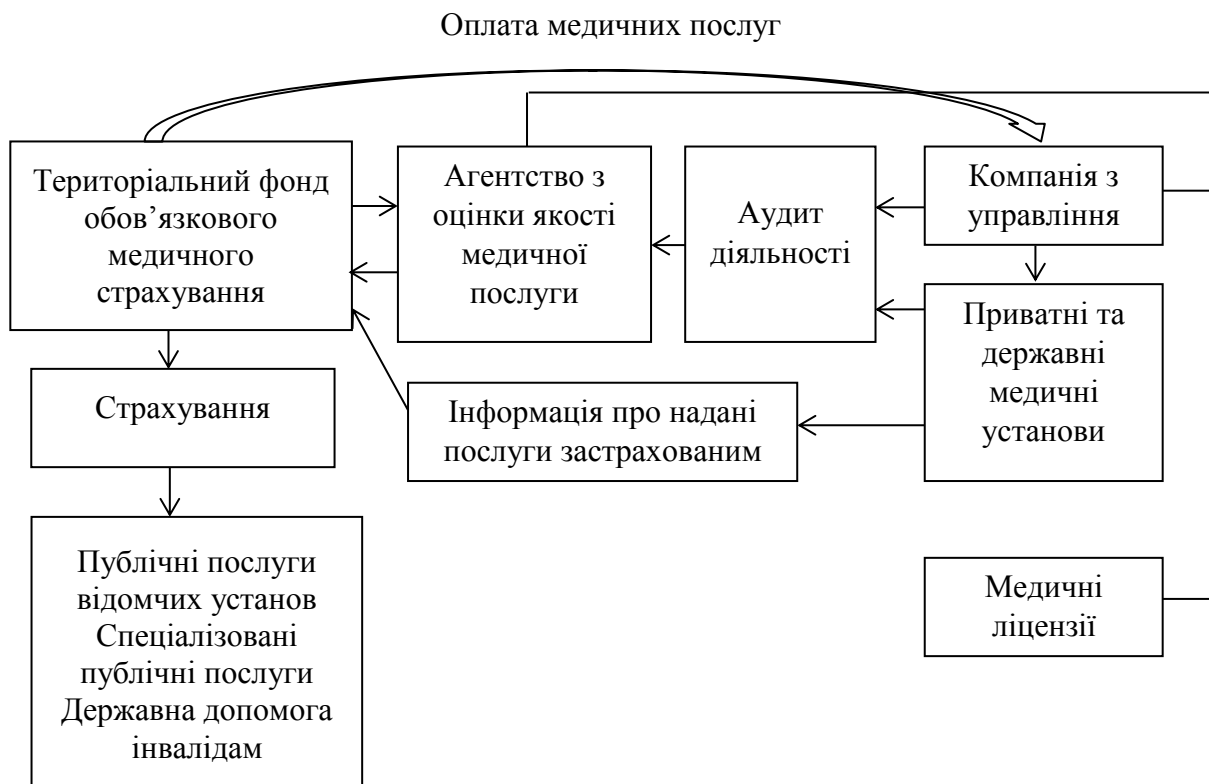 Оплата медичних послуг
Територіальний фонд
обов’язкового
медичного
страхування
Агентство з
оцінки якості
медичної
послуги
Аудит
діяльності
Компанія з
управління
Приватні та
державні
медичні
установи
Страхування
Інформація про надані
послуги застрахованим
Публічні послуги
відомчих установ
Спеціалізовані
публічні послуги
Державна допомога
інвалідам
Медичні
ліцензії